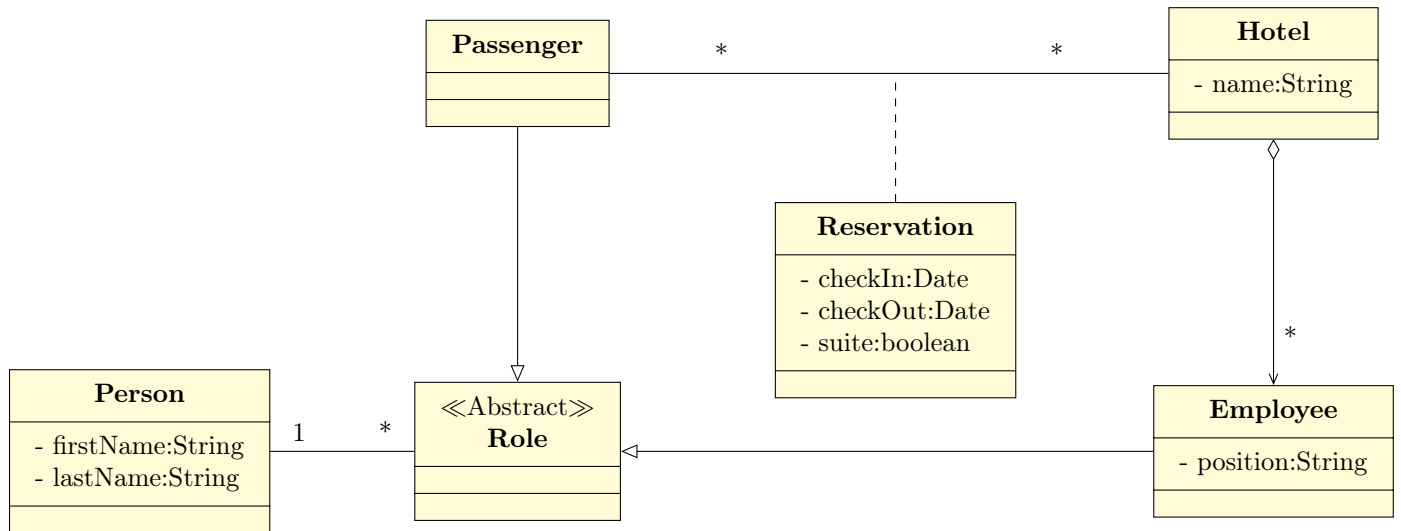 Passenger
*
*
Hotel
- name:String
Reservation
- checkIn:Date
- checkOut:Date
- suite:boolean
*
Person
- firstName:String
- lastName:String
1
*
≪Abstract≫
Role
Employee
- position:String